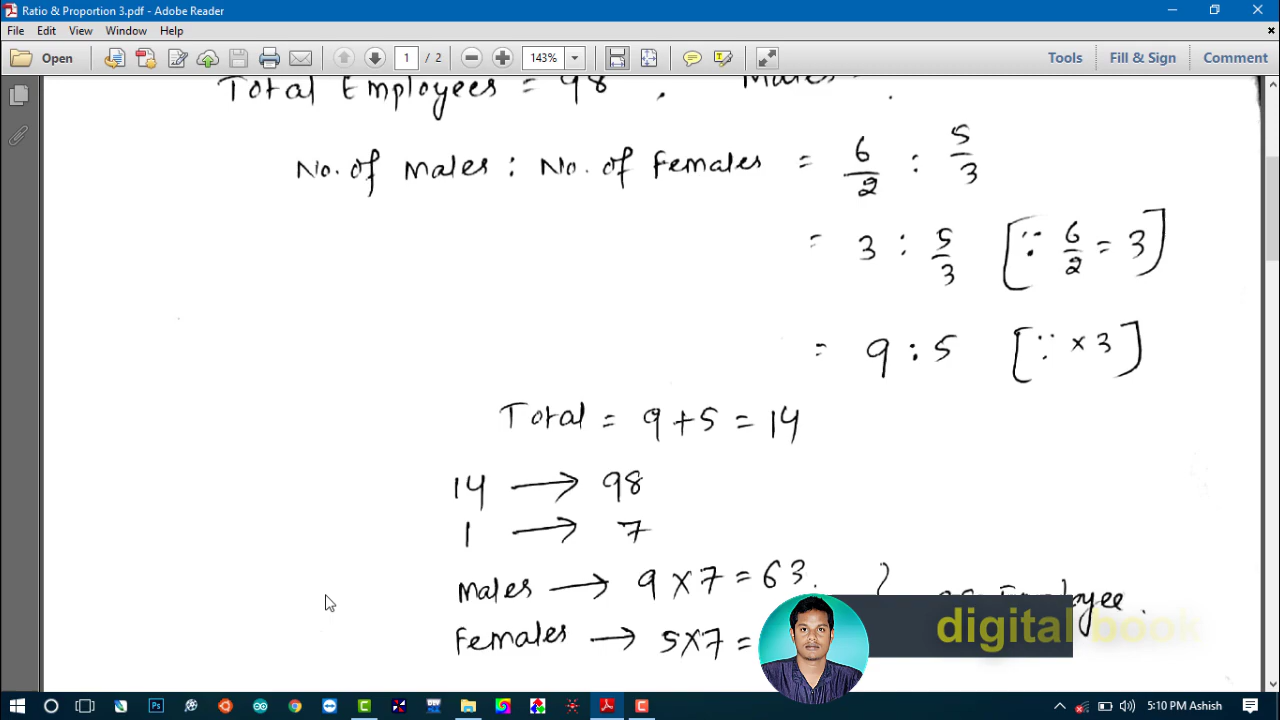 Ratio & Proportion 3.pdf - Adobe Reader
File Edit View Window Help
Open 1 / 2 143% Tools Fill & Sign Comment
Total Employees = 98 , Males
No. of Males : No. of Females = 6/2 : 5/3
= 3 : 5/3 [∵ 6/2 = 3]
= 9 : 5 [∵ × 3]
Total = 9 + 5 = 14
14 → 98
1 → 7
Males → 9 × 7 = 63.
Employee.
Females → 5 × 7 =
digital book
5:10 PM Ashish